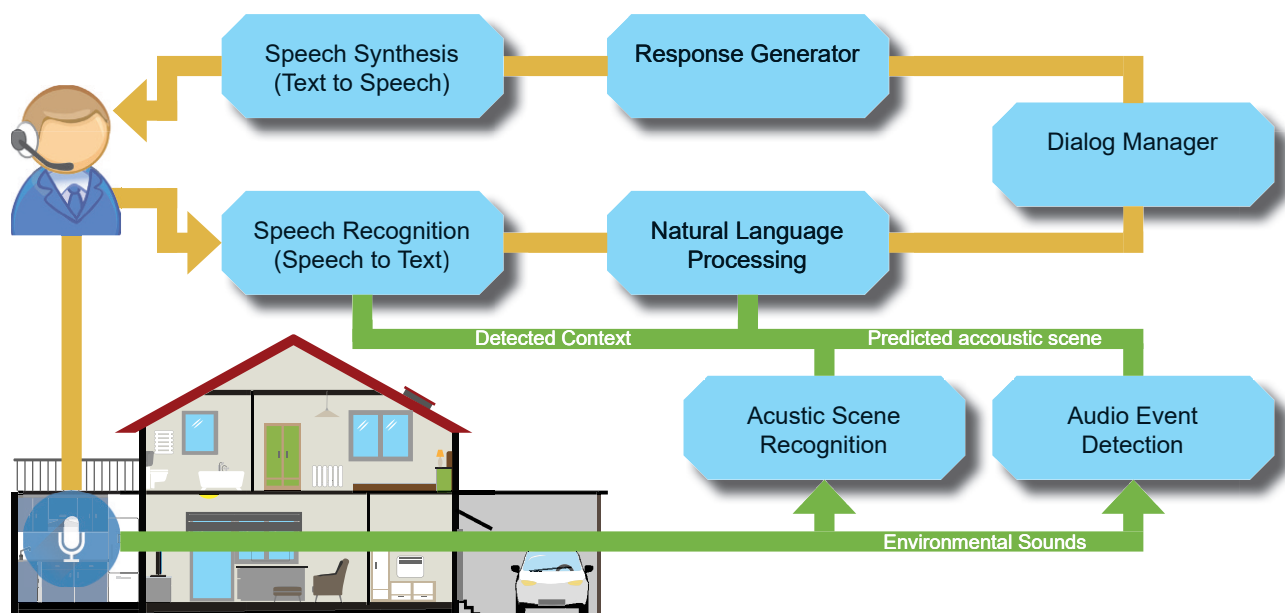 Speech Synthesis
(Text to Speech)
Response Generator
Dialog Manager
Speech Recognition
(Speech to Text)
Natural Language
Processing
Detected Context
Predicted accoustic scene
Acustic Scene
Recognition
Audio Event
Detection
Environmental Sounds